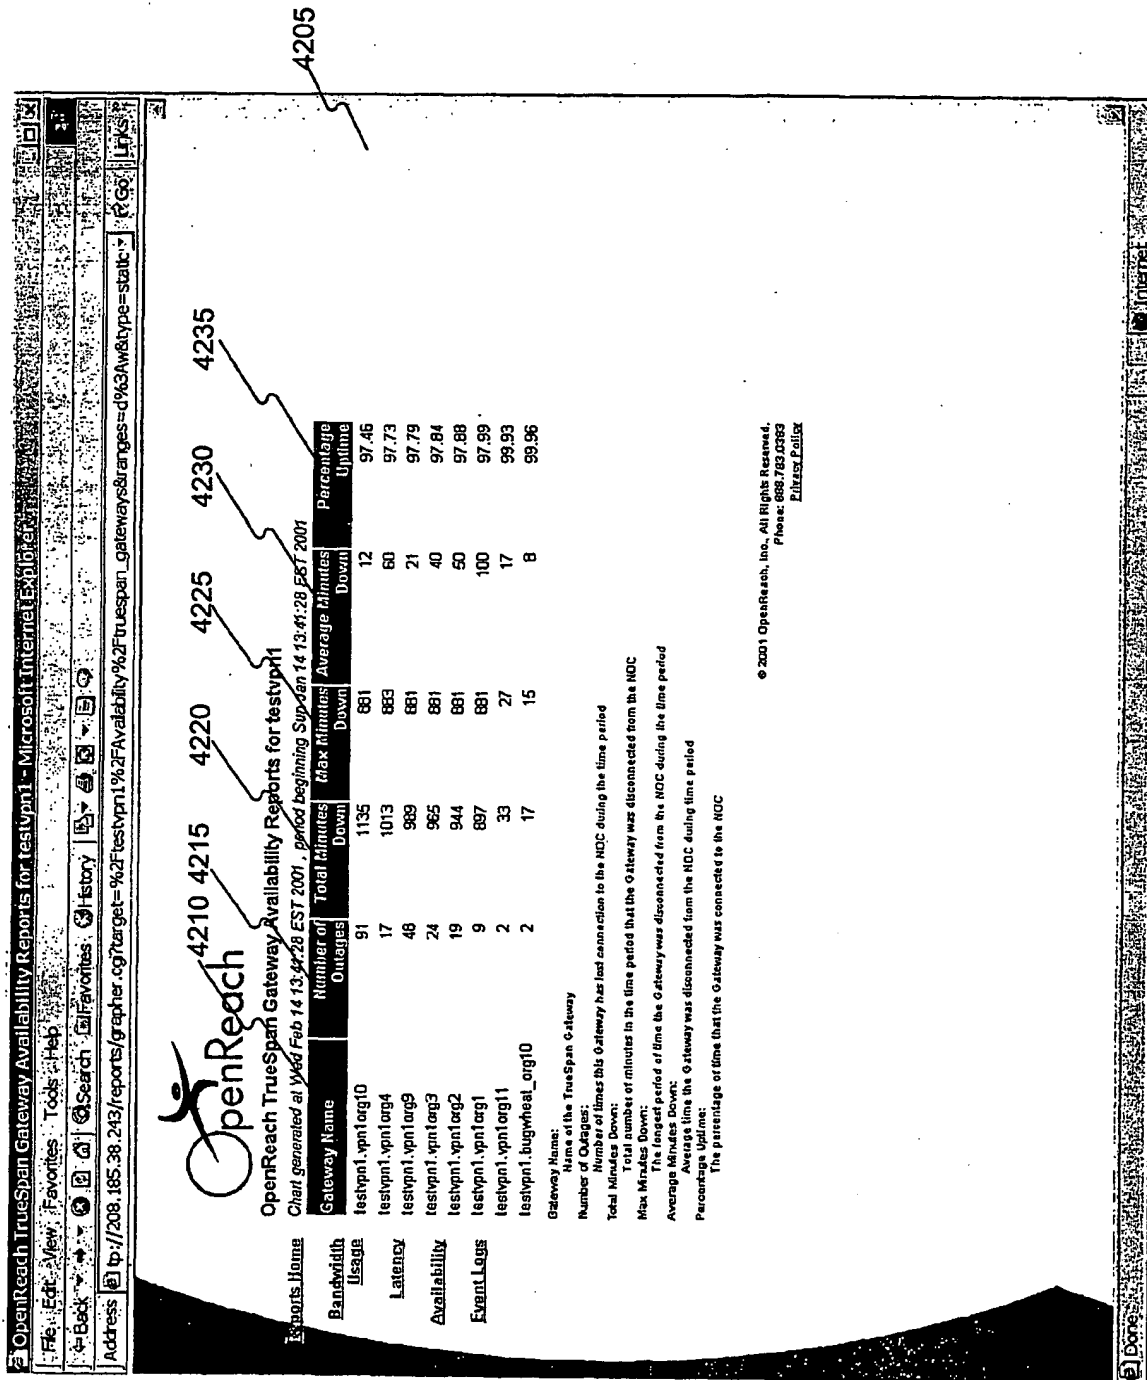 OpenReach TrueSpan Gateway Availability Reports for testvpn1 - Microsoft Internet Explorer
File Edit View Favorites Tools Help
Back Search Favorites History
Address tp://208.185.38.243/reports/grapher.cgi?target=%2Ftestvpn1%2FAvailability%2Ftruespan_gateways&ranges=d%3Aw&type=static Go Links »
OpenReach
4205
4210 4215 4220 4225 4230 4235
OpenReach TrueSpan Gateway Availability Reports for testvpn1
Chart generated at Wed Feb 14 13:41:28 EST 2001 , period beginning Sun Jan 14 13:41:28 EST 2001
Reports Home
Bandwidth Usage
Latency
Availability
Event Logs
Gateway Name Number of Outages Total Minutes Down Max Minutes Down Average Minutes Down Percentage Uptime
testvpn1.vpn1org10 91 1135 881 12 97.46
testvpn1.vpn1org4 17 1013 883 60 97.73
testvpn1.vpn1org9 48 989 881 21 97.79
testvpn1.vpn1org3 24 965 881 40 97.84
testvpn1.vpn1org2 19 944 881 50 97.88
testvpn1.vpn1org1 9 897 881 100 97.99
testvpn1.vpn1org11 2 33 27 17 99.93
testvpn1.bugwheat_org10 2 17 15 8 99.96
Gateway Name:
Name of the TrueSpan Gateway
Number of Outages:
Number of times this Gateway has lost connection to the NOC during the time period
Total Minutes Down:
Total number of minutes in the time period that the Gateway was disconnected from the NOC
Max Minutes Down:
The longest period of time the Gateway was disconnected from the NOC during the time period
Average Minutes Down:
Average time the Gateway was disconnected from the NOC during time period
Percentage Uptime:
The percentage of time that the Gateway was connected to the NOC
© 2001 OpenReach, Inc., All Rights Reserved.
Phone: 888.783.0383
Privacy Policy
Done Internet